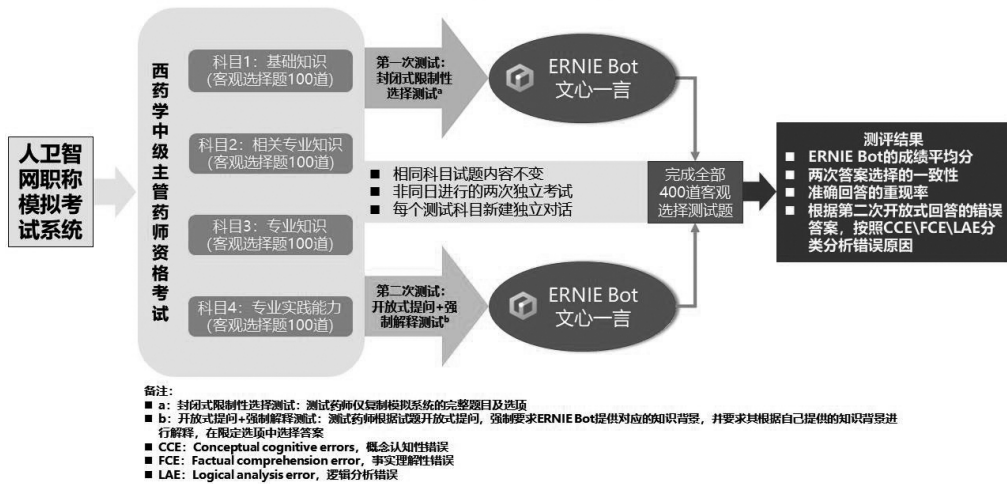 人卫智
网职称
模拟考
试系统
西药学中级主管药师资格考试
科目1：基础知识
(客观选择题100道)
科目2：相关专业知识
(客观选择题100道)
科目3：专业知识
(客观选择题100道)
科目4：专业实践能力
(客观选择题100道)
第一次测试：
封闭式限制性
选择测试a
ERNIE Bot
文心一言
■ 相同科目试题内容不变
■ 非同日进行的两次独立考试
■ 每个测试科目新建独立对话
完成全部
400道客观
选择测试题
第二次测试：
开放式提问+强
制解释测试b
ERNIE Bot
文心一言
测评结果
■ ERNIE Bot的成绩平均分
■ 两次答案选择的一致性
■ 准确回答的重现率
■ 根据第二次开放式回答的错误
答案，按照CCE\FCE\LAE分
类分析错误原因
备注：
■ a：封闭式限制性选择测试：测试药师仅复制模拟系统的完整题目及选项
■ b：开放式提问+强制解释测试：测试药师根据试题开放式提问，强制要求ERNIE Bot提供对应的知识背景，并要求其根据自己提供的知识背景进
行解释，在限定选项中选择答案
■ CCE：Conceptual cognitive errors，概念认知性错误
■ FCE：Factual comprehension error，事实理解性错误
■ LAE：Logical analysis error，逻辑分析错误